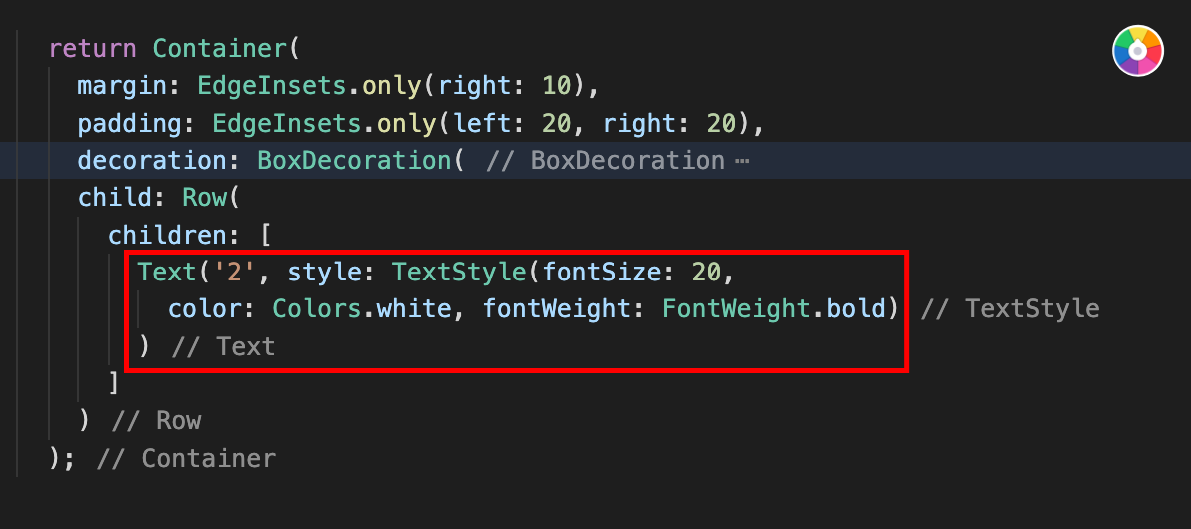 return Container(
margin: EdgeInsets.only(right: 10),
padding: EdgeInsets.only(left: 20, right: 20),
decoration: BoxDecoration( // BoxDecoration ⋯
child: Row(
children: [
Text('2', style: TextStyle(fontSize: 20,
color: Colors.white, fontWeight: FontWeight.bold) // TextStyle
) // Text
]
) // Row
); // Container